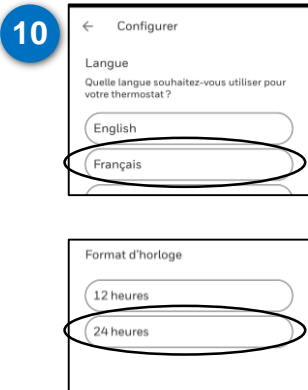 10
← Configurer
Langue
Quelle langue souhaitez-vous utiliser pour
votre thermostat ?
English
Français
Format d'horloge
12 heures
24 heures